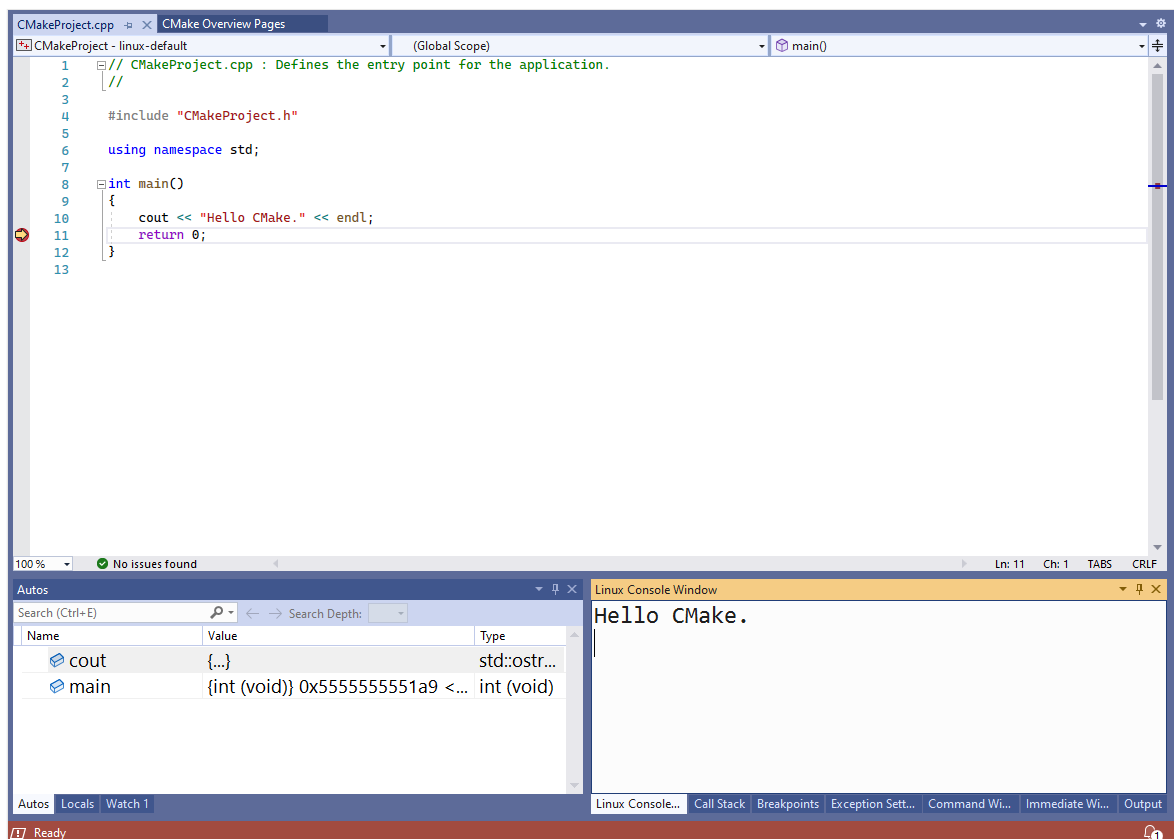 CMakeProject.cpp CMake Overview Pages
CMakeProject - linux-default (Global Scope) main()
1 // CMakeProject.cpp : Defines the entry point for the application.
2 //
3
4 #include "CMakeProject.h"
5
6 using namespace std;
7
8 int main()
9 {
10 cout << "Hello CMake." << endl;
11 return 0;
12 }
13
100 % No issues found Ln: 11 Ch: 1 TABS CRLF
Autos
Search (Ctrl+E) Search Depth:
Name Value Type
cout {...} std::ostr...
main {int (void)} 0x5555555551a9 <... int (void)
Autos Locals Watch 1
Linux Console Window
Hello CMake.
Linux Console... Call Stack Breakpoints Exception Sett... Command Wi... Immediate Wi... Output
Ready 1